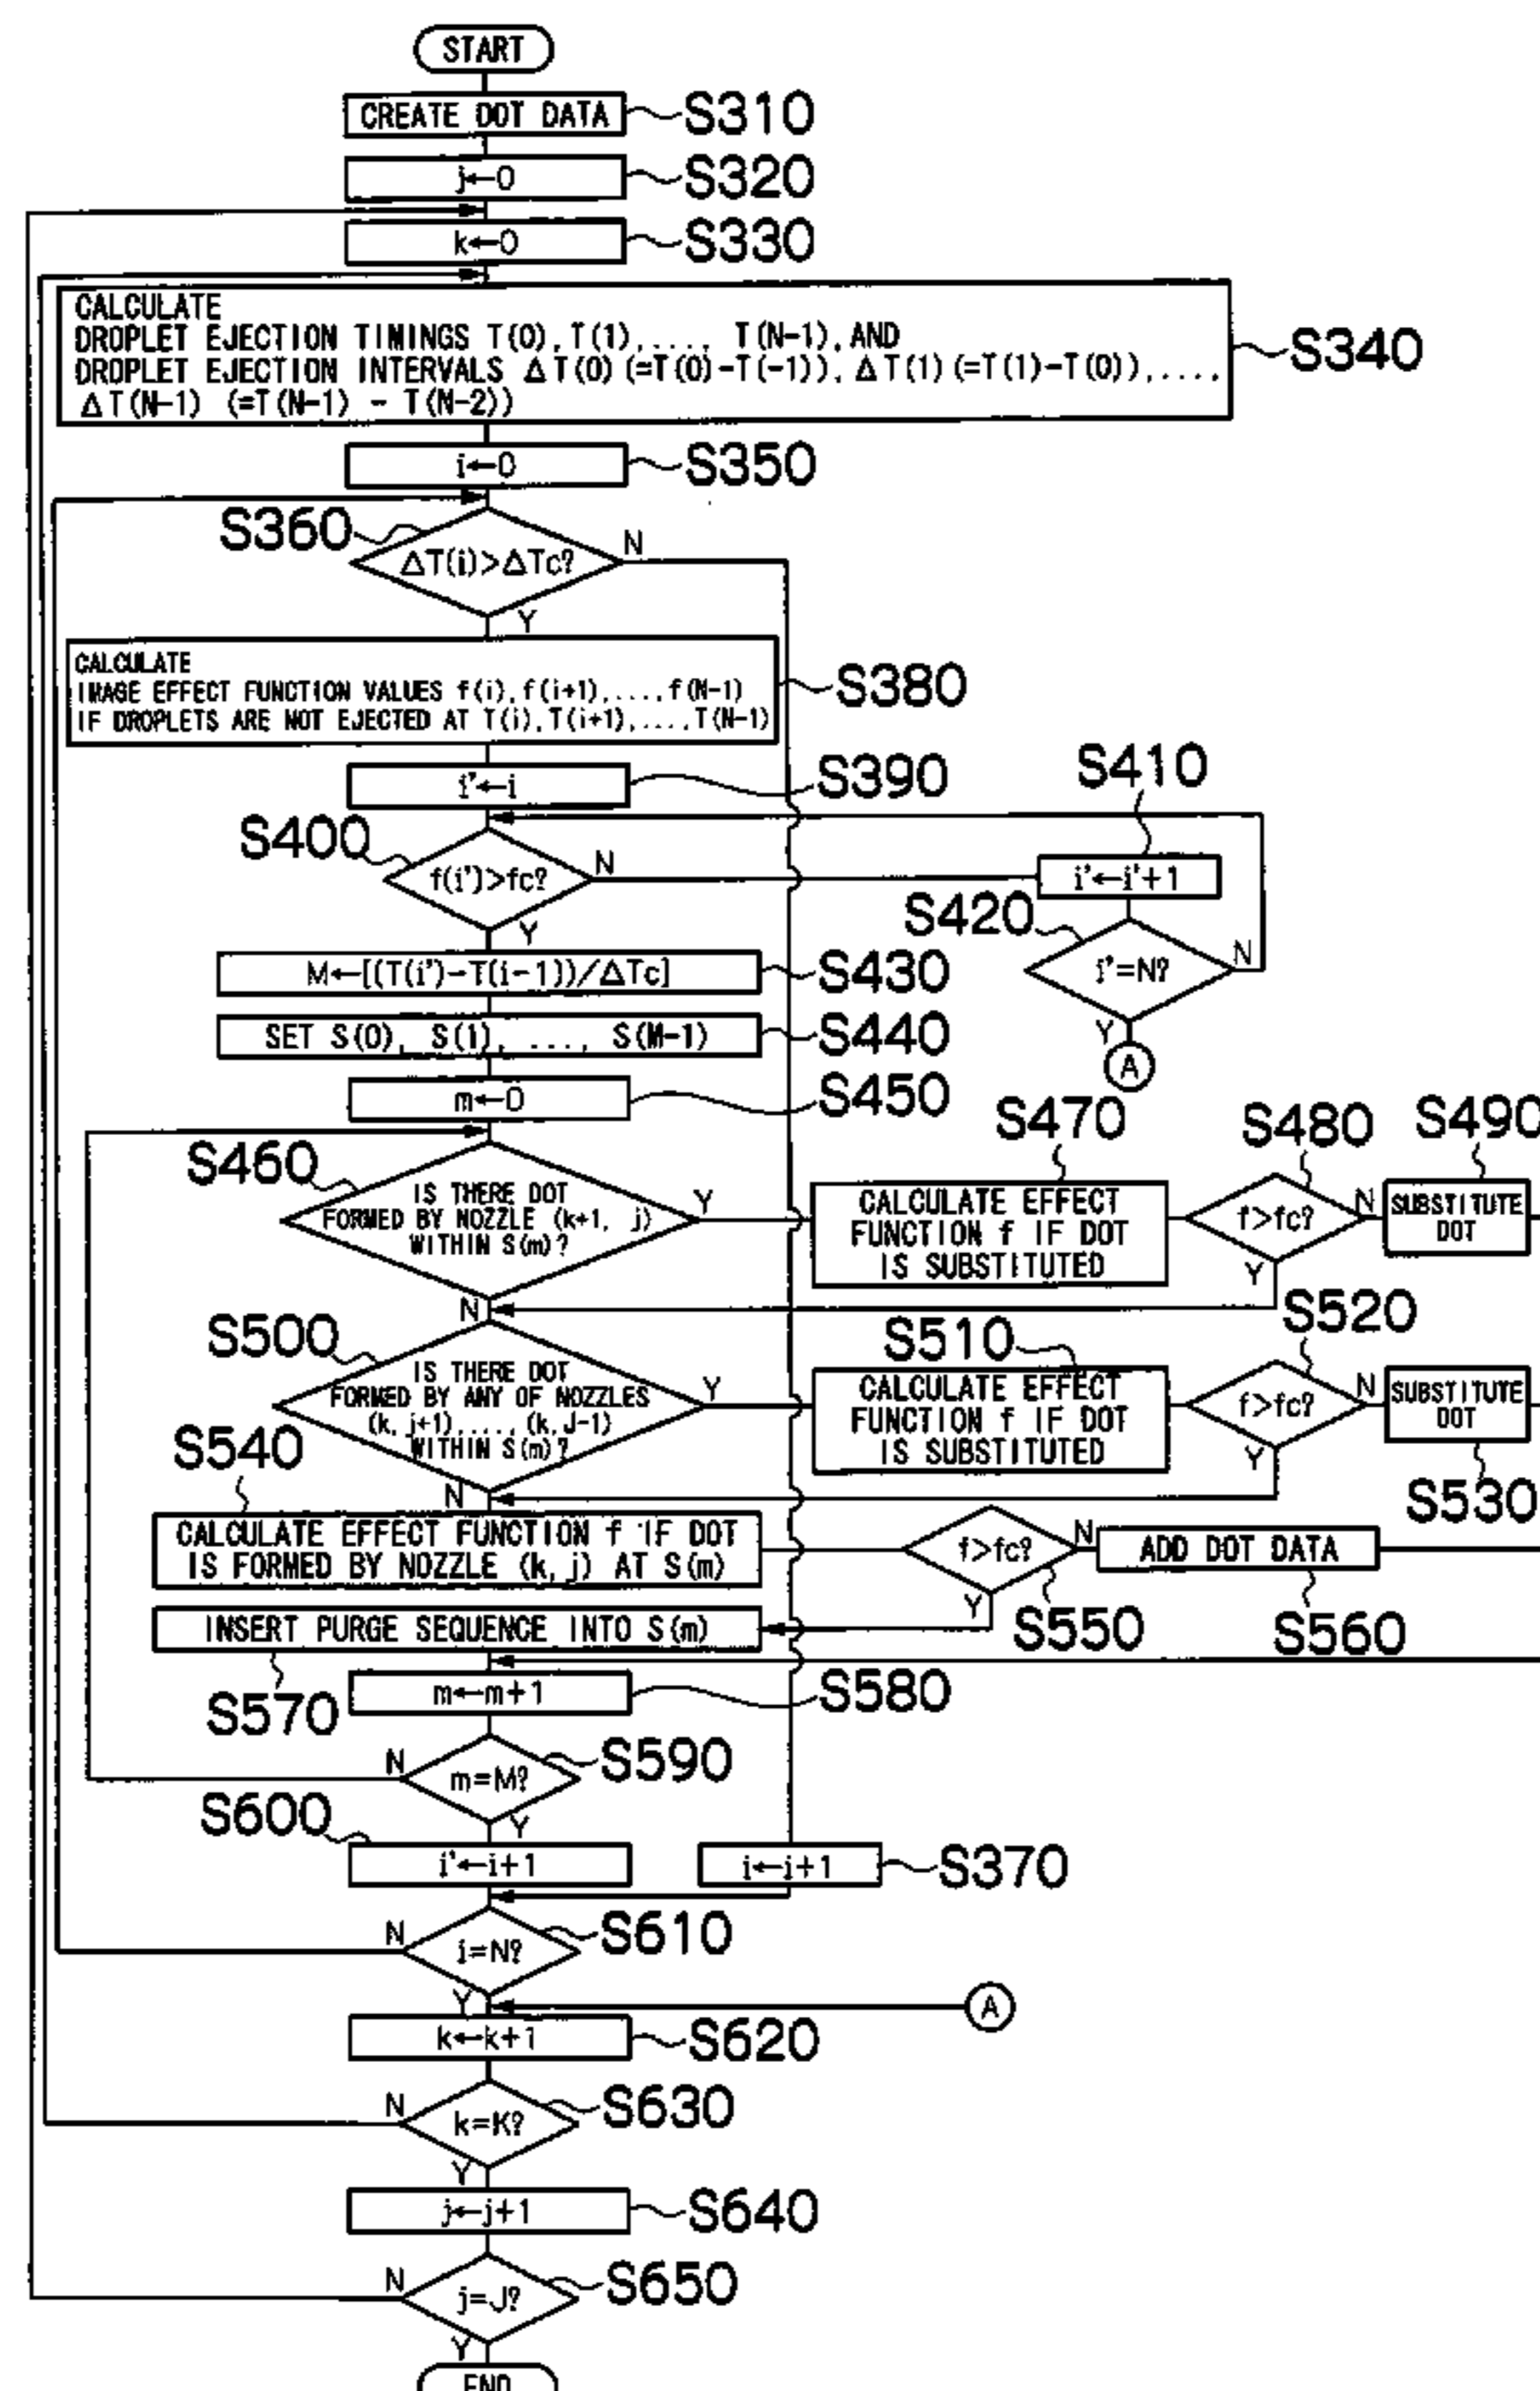 START
CREATE DOT DATA
S310
j←0
S320
k←0
S330
CALCULATE
DROPLET EJECTION TIMINGS T(0), T(1),...., T(N-1), AND
DROPLET EJECTION INTERVALS ΔT(0) (=T(0)-T(-1)), ΔT(1) (=T(1)-T(0)),....,
ΔT(N-1) (=T(N-1) - T(N-2))
S340
i←0
S350
S360
ΔT(i)>ΔTc?
N
Y
CALCULATE
IMAGE EFFECT FUNCTION VALUES f(i), f(i+1),....,f(N-1)
IF DROPLETS ARE NOT EJECTED AT T(i), T(i+1),....,T(N-1)
S380
i'←i
S390
S410
S400
f(i')>fc?
N
Y
i'←i'+1
S420
i'=N?
N
Y
A
M←[(T(i')-T(i-1))/ΔTc]
S430
SET S(0), S(1), ..., S(M-1)
S440
m←0
S450
S460
IS THERE DOT
FORMED BY NOZZLE (k+1, j)
WITHIN S(m)?
Y
N
S470
CALCULATE EFFECT
FUNCTION f IF DOT
IS SUBSTITUTED
S480
f>fc?
N
Y
S490
SUBSTITUTE
DOT
S500
IS THERE DOT
FORMED BY ANY OF NOZZLES
(k, j+1),...., (k, J-1)
WITHIN S(m)?
Y
N
S510
CALCULATE EFFECT
FUNCTION f IF DOT
IS SUBSTITUTED
S520
f>fc?
N
Y
SUBSTITUTE
DOT
S530
S540
CALCULATE EFFECT FUNCTION f IF DOT
IS FORMED BY NOZZLE (k, j) AT S(m)
f>fc?
N
Y
S550
ADD DOT DATA
S560
INSERT PURGE SEQUENCE INTO S(m)
S570
m←m+1
S580
m=M?
N
Y
S590
S600
i'←i+1
i←i+1
S370
i=N?
N
Y
S610
A
k←k+1
S620
k=K?
N
Y
S630
j←j+1
S640
j=J?
N
Y
S650
END